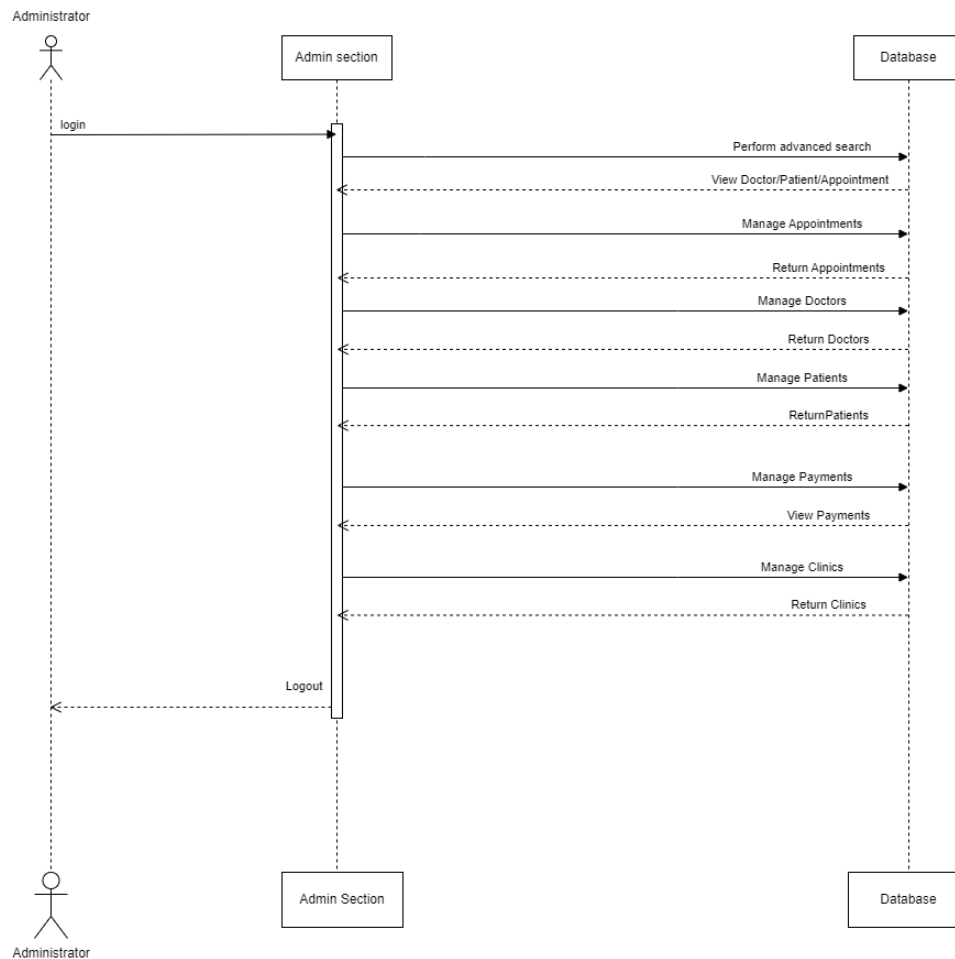 Administrator
Admin section
Database
login
Perform advanced search
View Doctor/Patient/Appointment
Manage Appointments
Return Appointments
Manage Doctors
Return Doctors
Manage Patients
ReturnPatients
Manage Payments
View Payments
Manage Clinics
Return Clinics
Logout
Admin Section
Database
Administrator